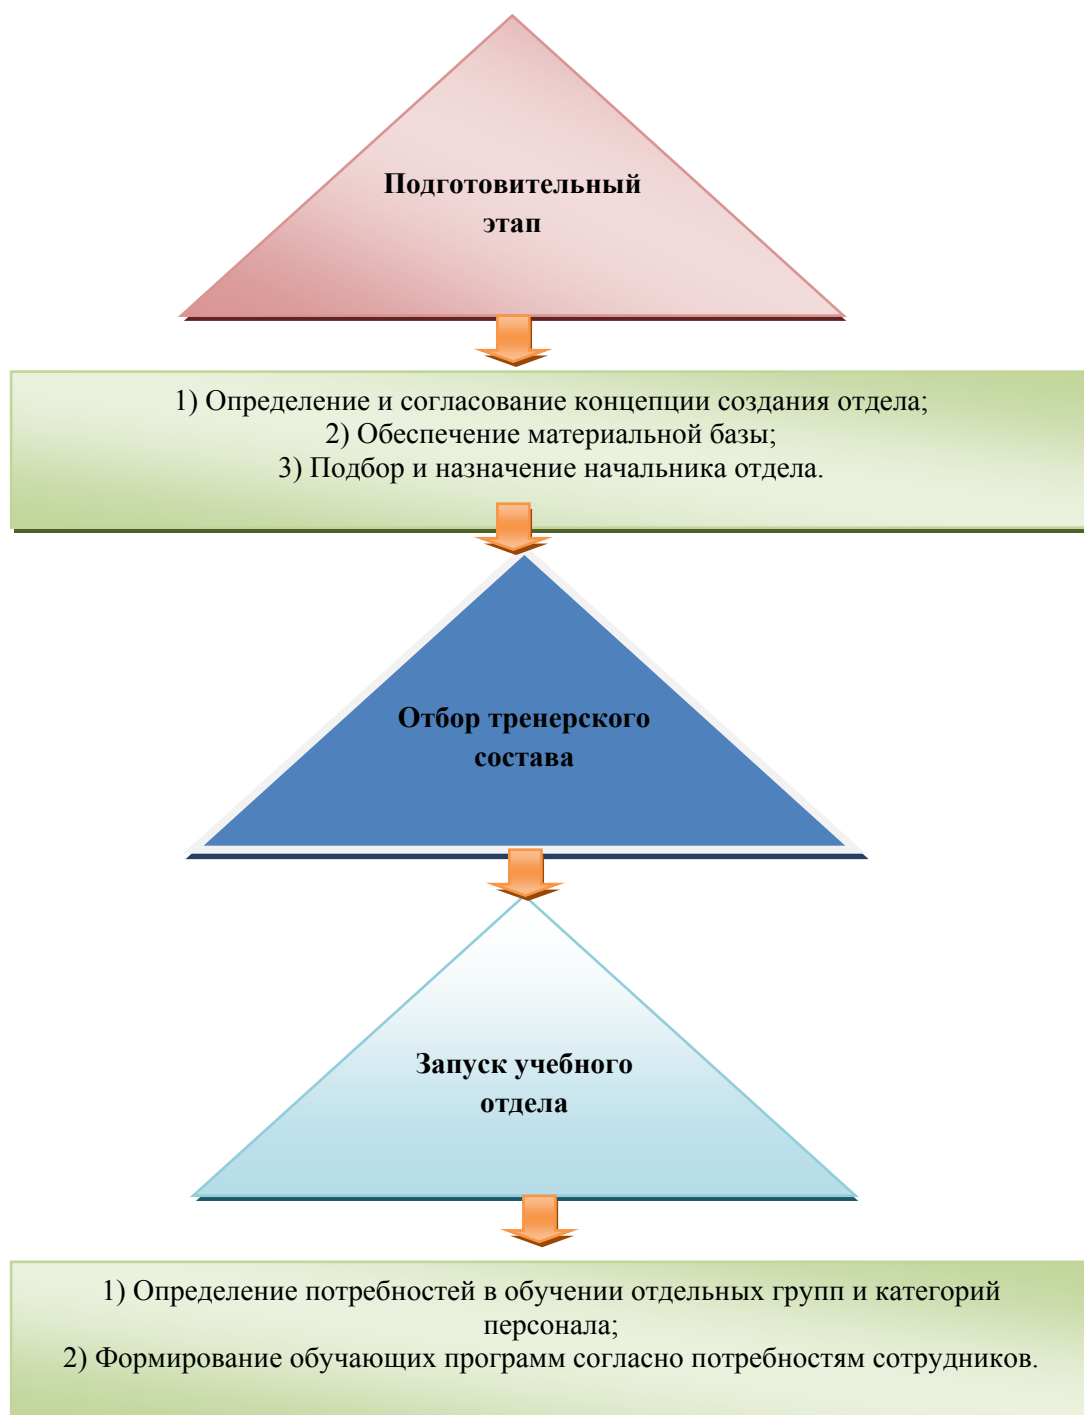 Подготовительный
этап
1) Определение и согласование концепции создания отдела;
2) Обеспечение материальной базы;
3) Подбор и назначение начальника отдела.
Отбор тренерского
состава
Запуск учебного
отдела
1) Определение потребностей в обучении отдельных групп и категорий
персонала;
2) Формирование обучающих программ согласно потребностям сотрудников.